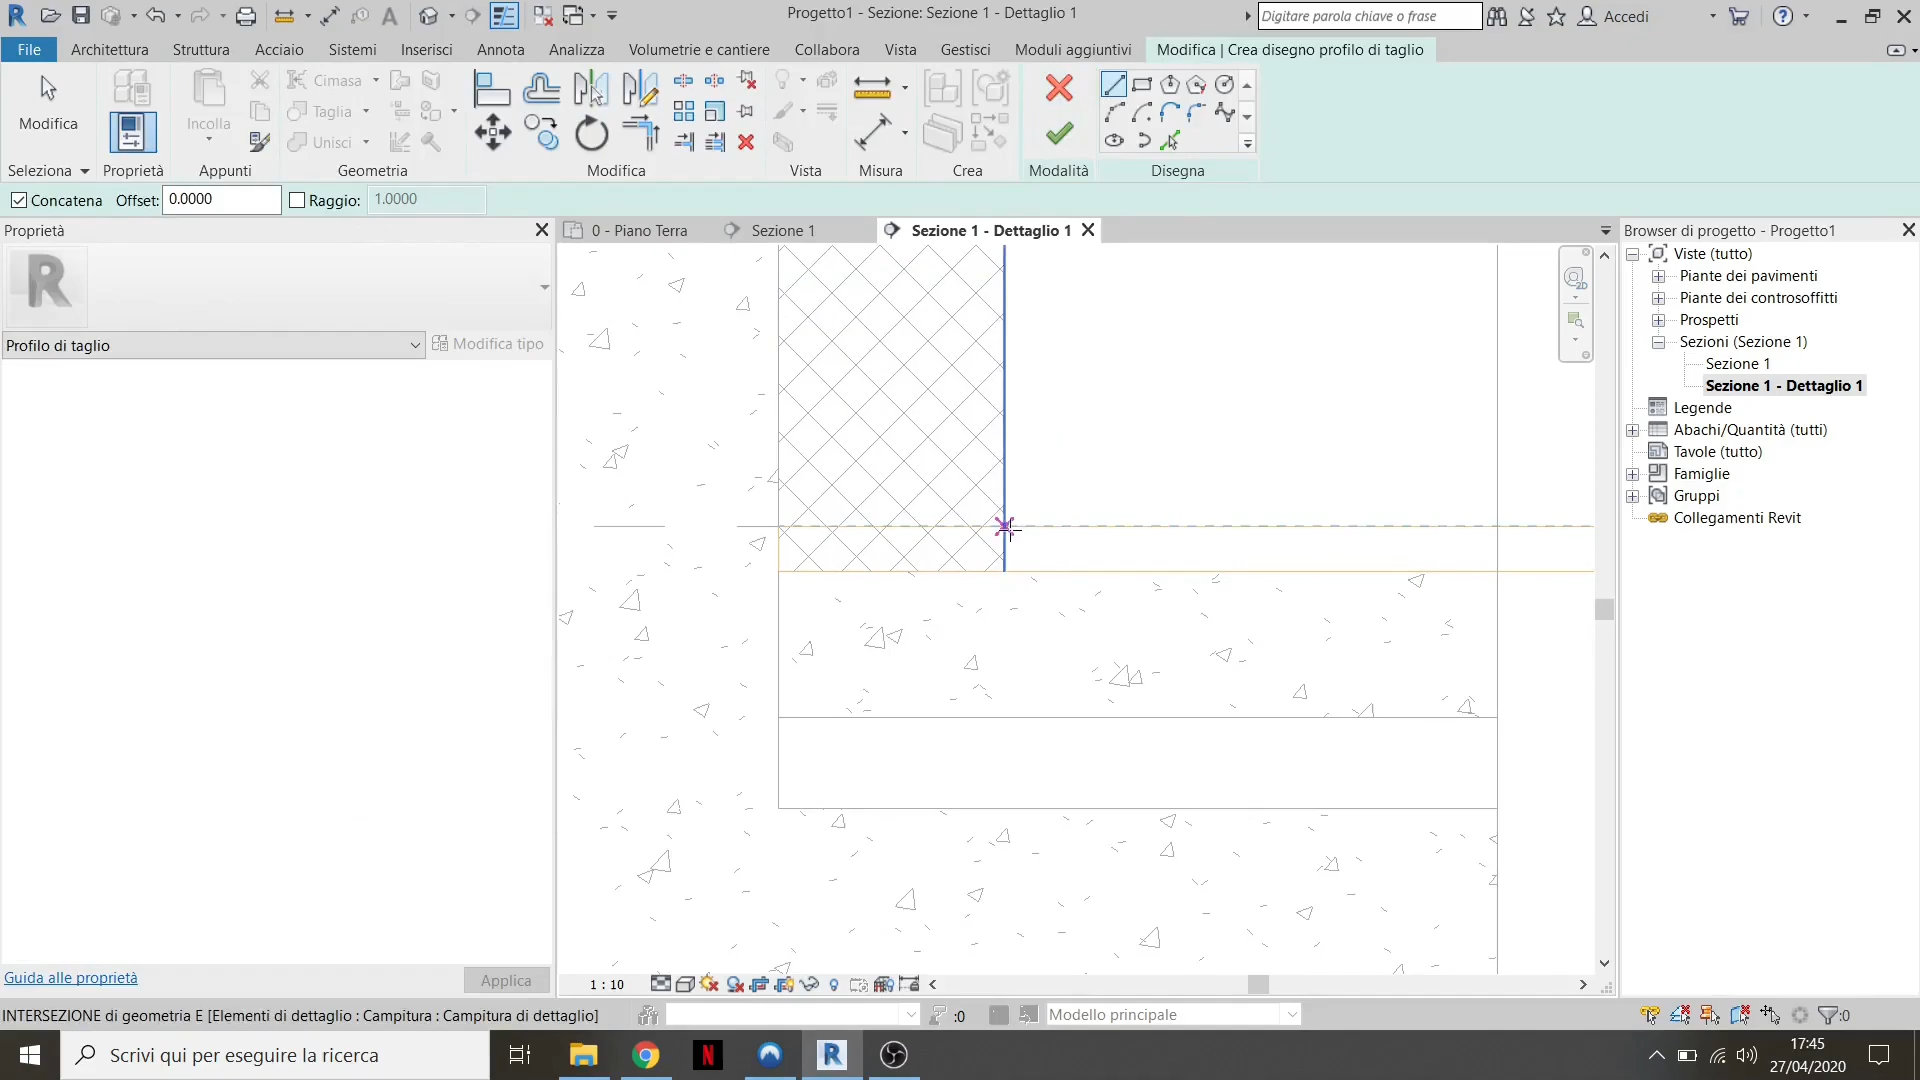 Progetto1 - Sezione: Sezione 1 - Dettaglio 1
Digitare parola chiave o frase
Accedi
File
Architettura
Struttura
Acciaio
Sistemi
Inserisci
Annota
Analizza
Volumetrie e cantiere
Collabora
Vista
Gestisci
Moduli aggiuntivi
Modifica | Crea disegno profilo di taglio
Modifica
Incolla
Cimasa
Taglia
Unisci
Seleziona
Proprietà
Appunti
Geometria
Modifica
Vista
Misura
Crea
Modalità
Disegna
Concatena
Offset:
0.0000
Raggio:
1.0000
Proprietà
0 - Piano Terra
Sezione 1
Sezione 1 - Dettaglio 1
Browser di progetto - Progetto1
Profilo di taglio
Modifica tipo
Viste (tutto)
Piante dei pavimenti
Piante dei controsoffitti
Prospetti
Sezioni (Sezione 1)
Sezione 1
Sezione 1 - Dettaglio 1
Legende
Abachi/Quantità (tutti)
Tavole (tutto)
Famiglie
Gruppi
Collegamenti Revit
2D
Guida alle proprietà
Applica
1 : 10
INTERSEZIONE di geometria E [Elementi di dettaglio : Campitura : Campitura di dettaglio]
:0
Modello principale
:0
Scrivi qui per eseguire la ricerca
17:45
27/04/2020